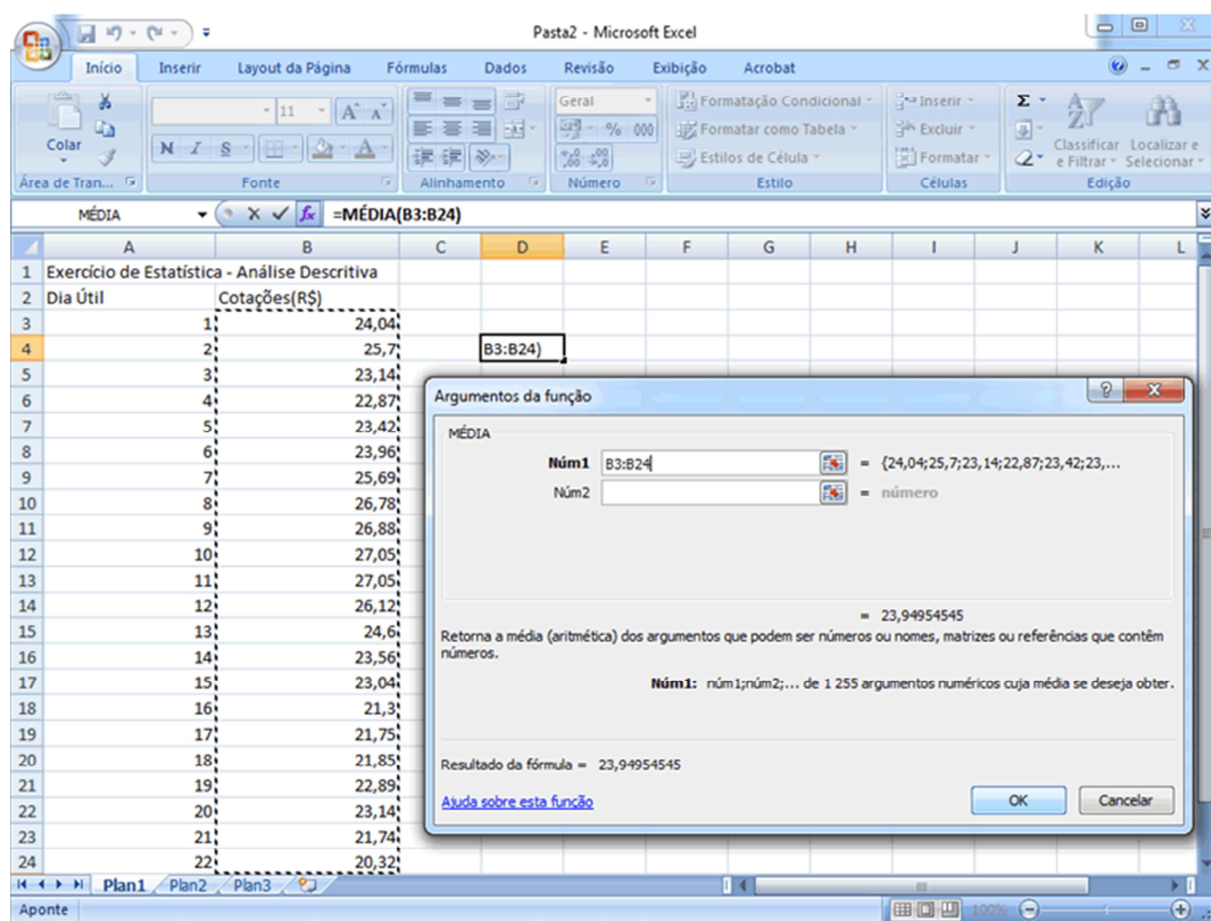 Pasta2 - Microsoft Excel
Início Inserir Layout da Página Fórmulas Dados Revisão Exibição Acrobat
Colar
Área de Tran...
11 A A
N I S A
Fonte
Alinhamento
Geral
% 000
,00 ,0
Número
Formatação Condicional
Formatar como Tabela
Estilos de Célula
Estilo
Inserir
Excluir
Formatar
Células
Σ
Classificar e Filtrar
Localizar e Selecionar
Edição
MÉDIA fx =MÉDIA(B3:B24)
A B C D E F G H I J K L
1 Exercício de Estatística - Análise Descritiva
2 Dia Útil Cotações(R$)
3 1 24,04
4 2 25,7 B3:B24)
5 3 23,14
6 4 22,87
7 5 23,42
8 6 23,96
9 7 25,69
10 8 26,78
11 9 26,88
12 10 27,05
13 11 27,05
14 12 26,12
15 13 24,6
16 14 23,56
17 15 23,04
18 16 21,3
19 17 21,75
20 18 21,85
21 19 22,89
22 20 23,14
23 21 21,74
24 22 20,32
Argumentos da função
MÉDIA
Núm1 B3:B24 = {24,04;25,7;23,14;22,87;23,42;23,...
Núm2 = número
= 23,94954545
Retorna a média (aritmética) dos argumentos que podem ser números ou nomes, matrizes ou referências que contêm
números.
Núm1: núm1;núm2;... de 1 255 argumentos numéricos cuja média se deseja obter.
Resultado da fórmula = 23,94954545
Ajuda sobre esta função
OK Cancelar
Plan1 Plan2 Plan3
Aponte 100%